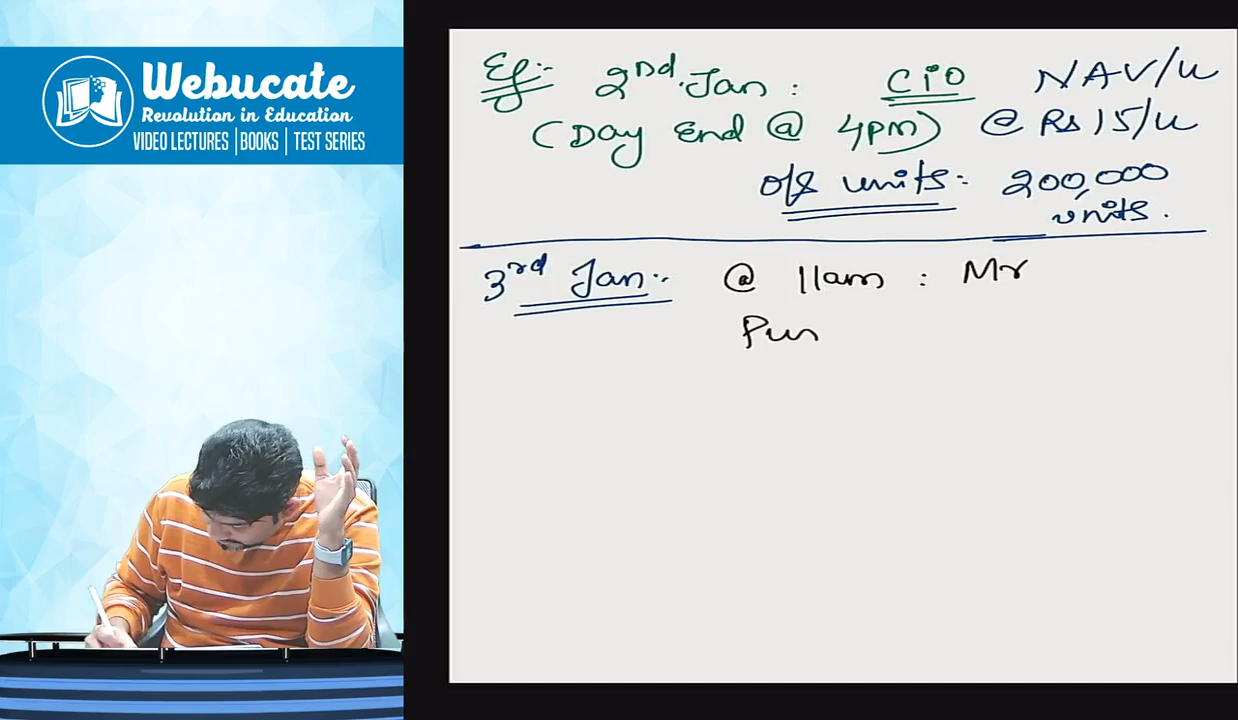 Webucate
Revolution in Education
VIDEO LECTURES | BOOKS | TEST SERIES
Eg:- 2nd Jan : CiO NAV/u
(Day End @ 4pm) @ Rs 15/u
o/s units: 200,000
units.
3rd Jan:- @ 11am : Mr
Pur